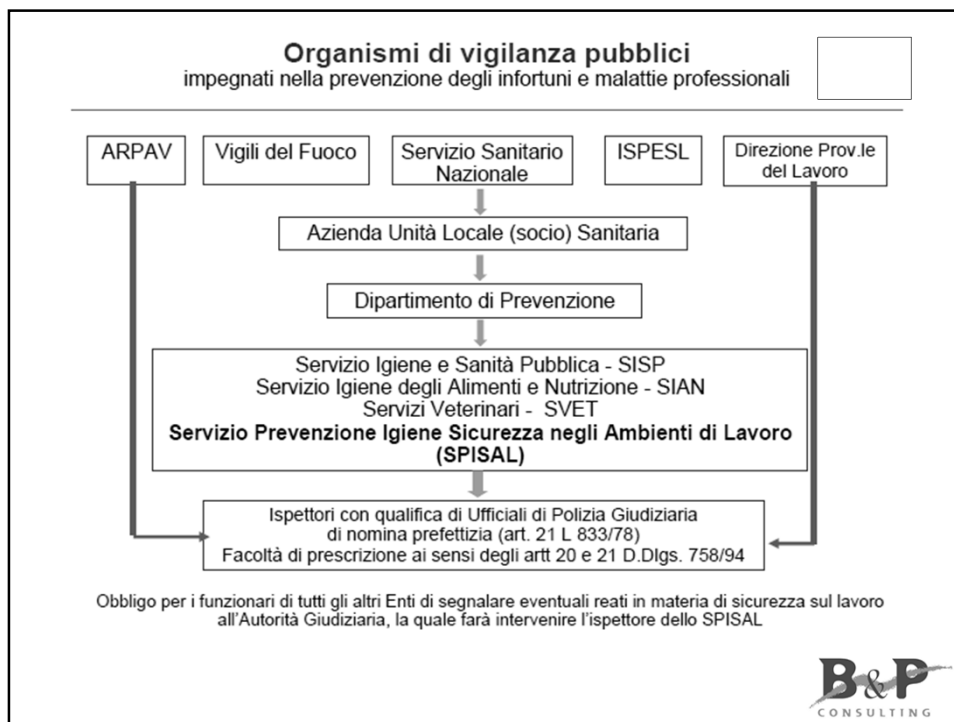 Organismi di vigilanza pubblici
impegnati nella prevenzione degli infortuni e malattie professionali
ARPAV
Vigili del Fuoco
Servizio Sanitario
Nazionale
ISPESL
Direzione Prov.le
del Lavoro
Azienda Unità Locale (socio) Sanitaria
Dipartimento di Prevenzione
Servizio Igiene e Sanità Pubblica - SISP
Servizio Igiene degli Alimenti e Nutrizione - SIAN
Servizi Veterinari - SVET
Servizio Prevenzione Igiene Sicurezza negli Ambienti di Lavoro
(SPISAL)
Ispettori con qualifica di Ufficiali di Polizia Giudiziaria
di nomina prefettizia (art. 21 L 833/78)
Facoltà di prescrizione ai sensi degli artt 20 e 21 D.Dlgs. 758/94
Obbligo per i funzionari di tutti gli altri Enti di segnalare eventuali reati in materia di sicurezza sul lavoro
all'Autorità Giudiziaria, la quale farà intervenire l'ispettore dello SPISAL
B&P
CONSULTING